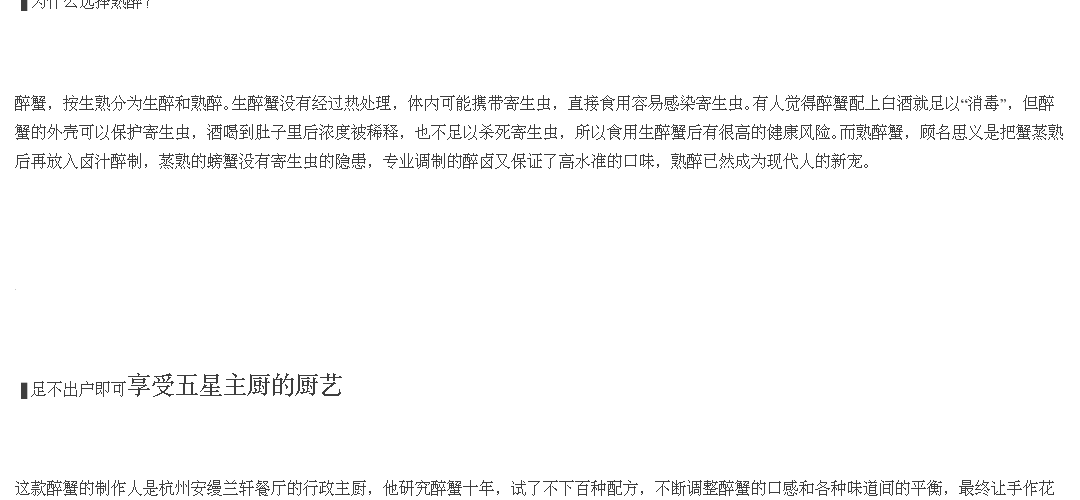 ▌为什么选择熟醉？
醉蟹，按生熟分为生醉和熟醉。生醉蟹没有经过热处理，体内可能携带寄生虫，直接食用容易感染寄生虫。有人觉得醉蟹配上白酒就足以“消毒”，但醉
蟹的外壳可以保护寄生虫，酒喝到肚子里后浓度被稀释，也不足以杀死寄生虫，所以食用生醉蟹后有很高的健康风险。而熟醉蟹，顾名思义是把蟹蒸熟
后再放入卤汁醉制，蒸熟的螃蟹没有寄生虫的隐患，专业调制的醉卤又保证了高水准的口味，熟醉已然成为现代人的新宠。
▌足不出户即可享受五星主厨的厨艺
这款醉蟹的制作人是杭州安缦兰轩餐厅的行政主厨，他研究醉蟹十年，试了不下百种配方，不断调整醉蟹的口感和各种味道间的平衡，最终让手作花